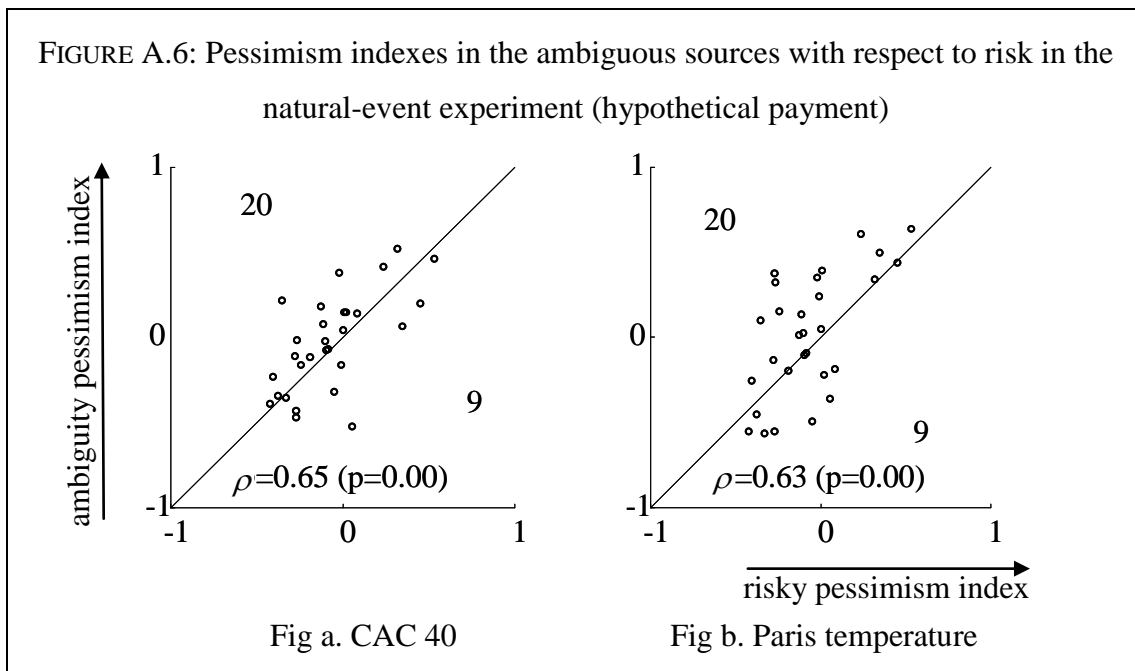 FIGURE A.6: Pessimism indexes in the ambiguous sources with respect to risk in the
natural-event experiment (hypothetical payment)
ambiguity pessimism index
1
20
0
9
ρ=0.65 (p=0.00)
-1
-1
0
1
1
20
0
9
ρ=0.63 (p=0.00)
-1
-1
0
1
risky pessimism index
Fig a. CAC 40
Fig b. Paris temperature